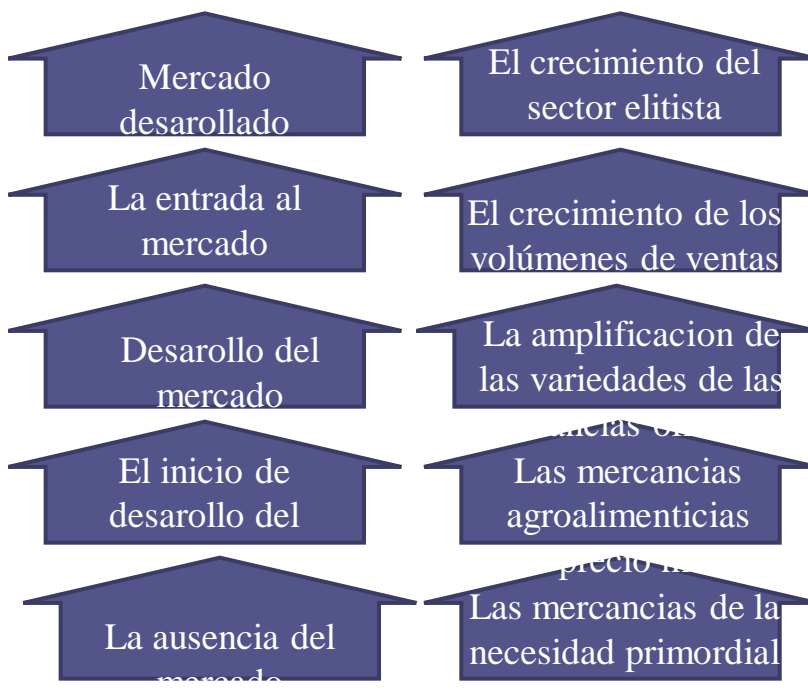 Mercado
desarollado
El crecimiento del
sector elitista
La entrada al
mercado
El crecimiento de los
volúmenes de ventas
Desarollo del
mercado
La amplificacion de
las variedades de las
El inicio de
desarollo del
Las mercancias
agroalimenticias
precio
La ausencia del
mercado
Las mercancias de la
necesidad primordial